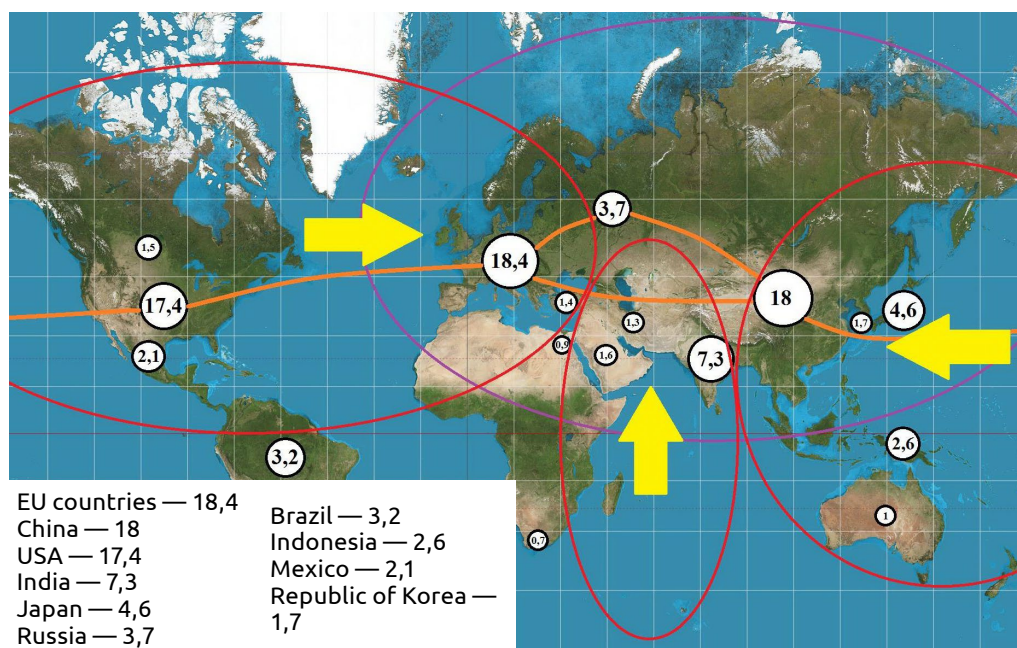 1,5
3,7
18,4
17,4
18
1,4
1,3
1,7
4,6
0,9
1,6
7,3
2,1
2,6
3,2
1
0,7
EU countries — 18,4
China — 18
USA — 17,4
India — 7,3
Japan — 4,6
Russia — 3,7
Brazil — 3,2
Indonesia — 2,6
Mexico — 2,1
Republic of Korea —
1,7